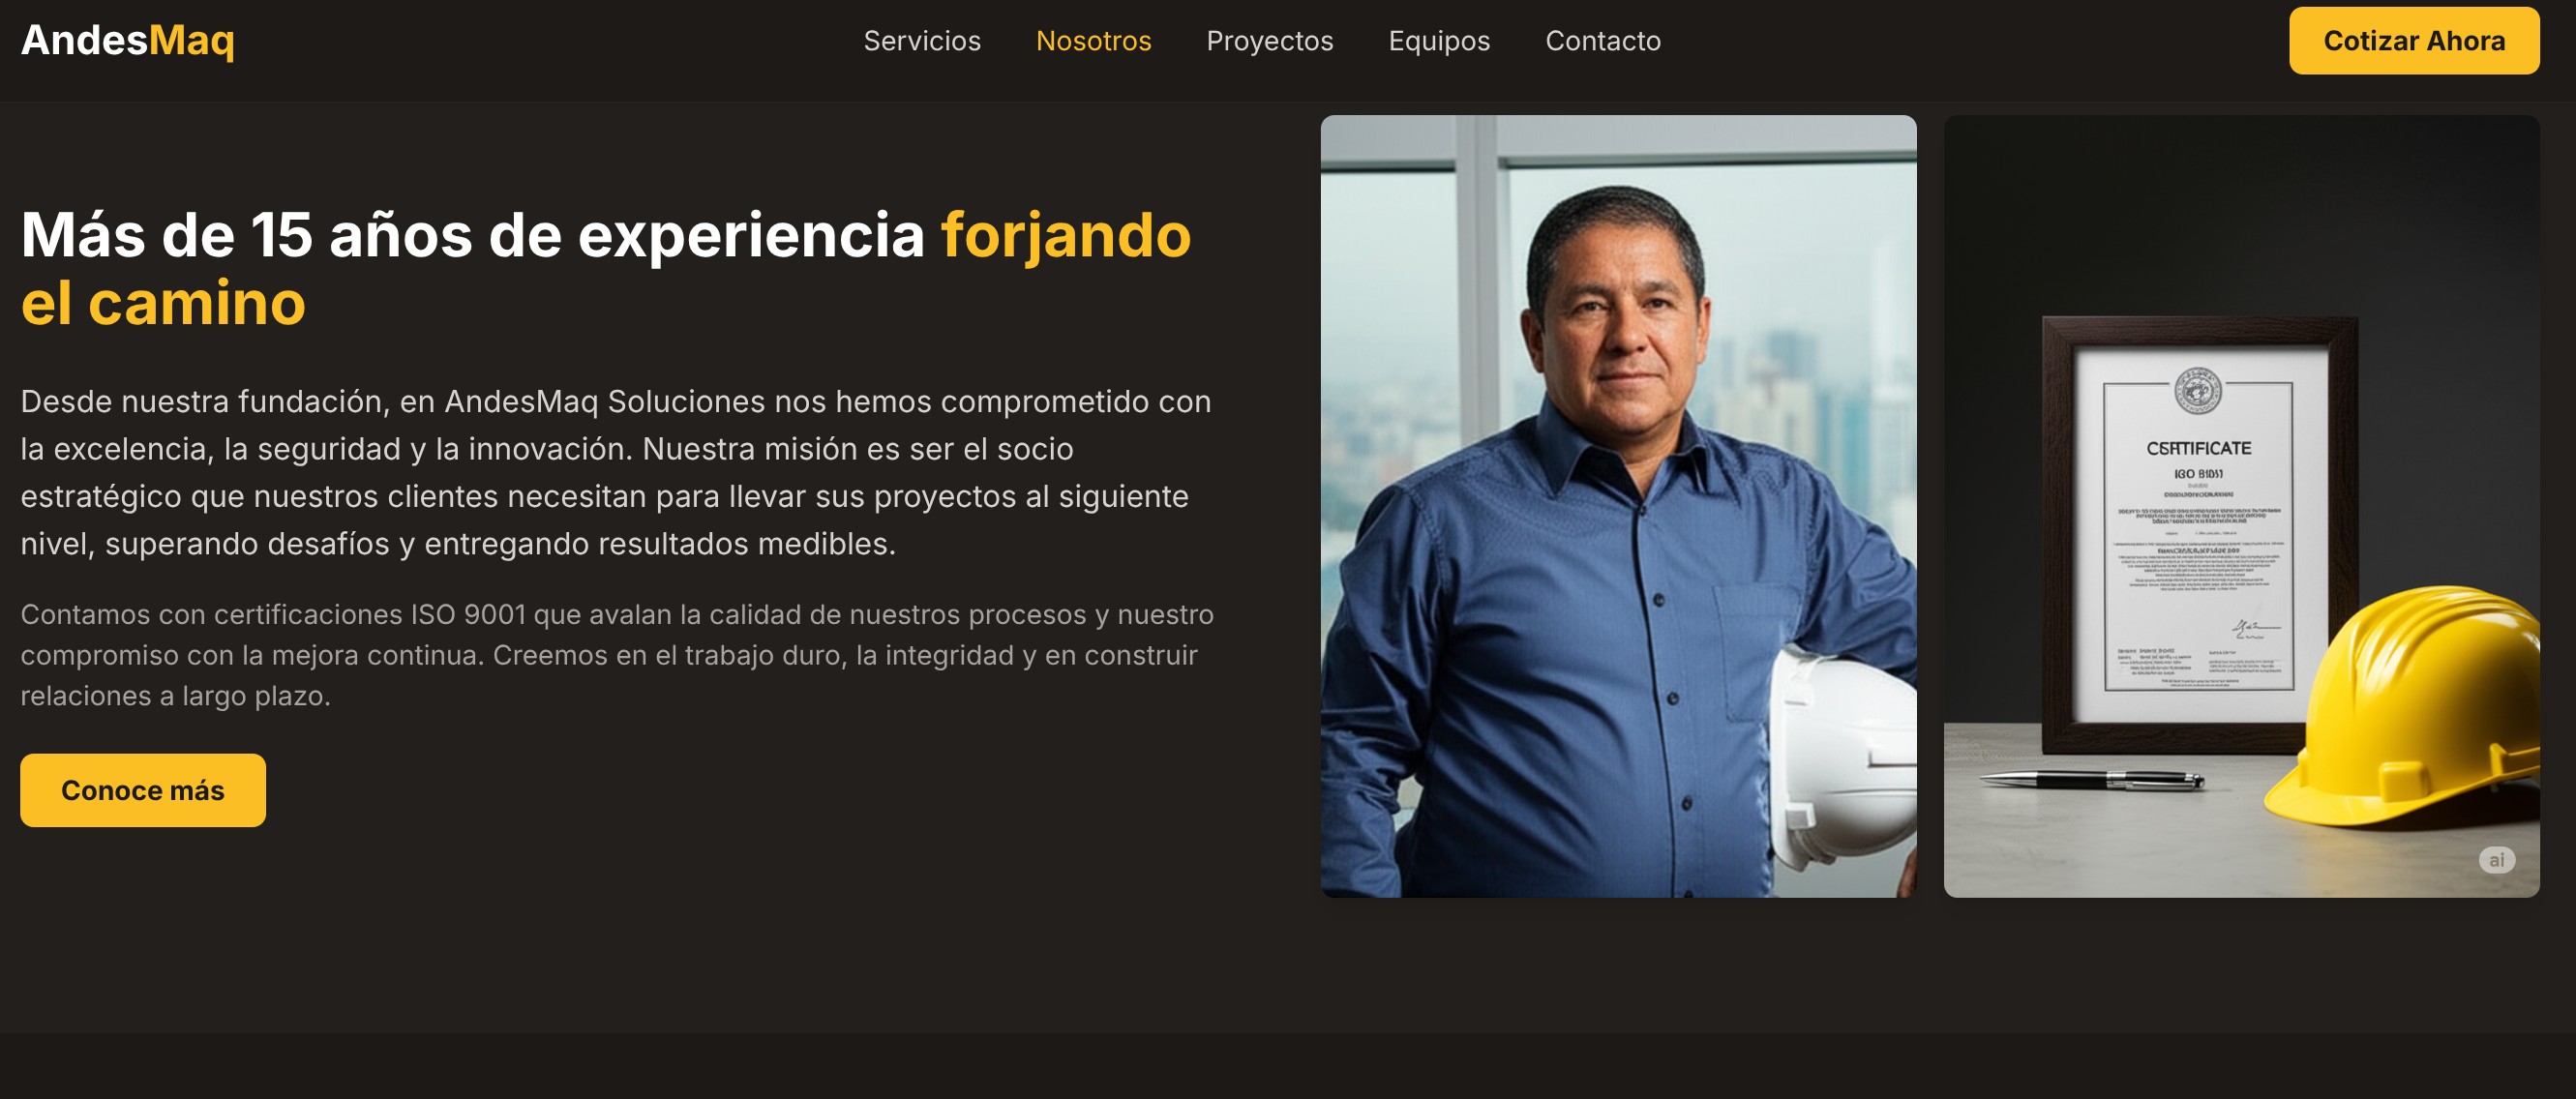 AndesMaq
Servicios
Nosotros
Proyectos
Equipos
Contacto
Cotizar Ahora
Más de 15 años de experiencia forjando
el camino
Desde nuestra fundación, en AndesMaq Soluciones nos hemos comprometido con
la excelencia, la seguridad y la innovación. Nuestra misión es ser el socio
estratégico que nuestros clientes necesitan para llevar sus proyectos al siguiente
nivel, superando desafíos y entregando resultados medibles.
Contamos con certificaciones ISO 9001 que avalan la calidad de nuestros procesos y nuestro
compromiso con la mejora continua. Creemos en el trabajo duro, la integridad y en construir
relaciones a largo plazo.
Conoce más
CSRTIFICATE
ai